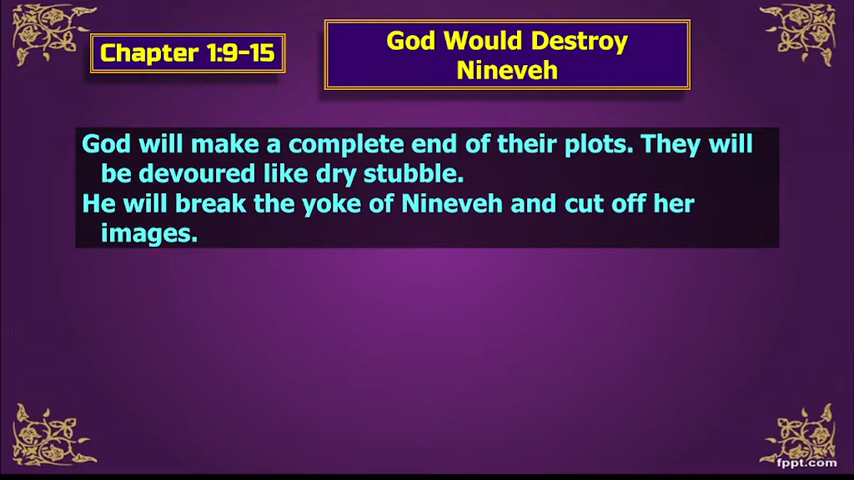 Chapter 1:9-15
God Would Destroy
Nineveh
God will make a complete end of their plots. They will
be devoured like dry stubble.
He will break the yoke of Nineveh and cut off her
images.
fppt.com